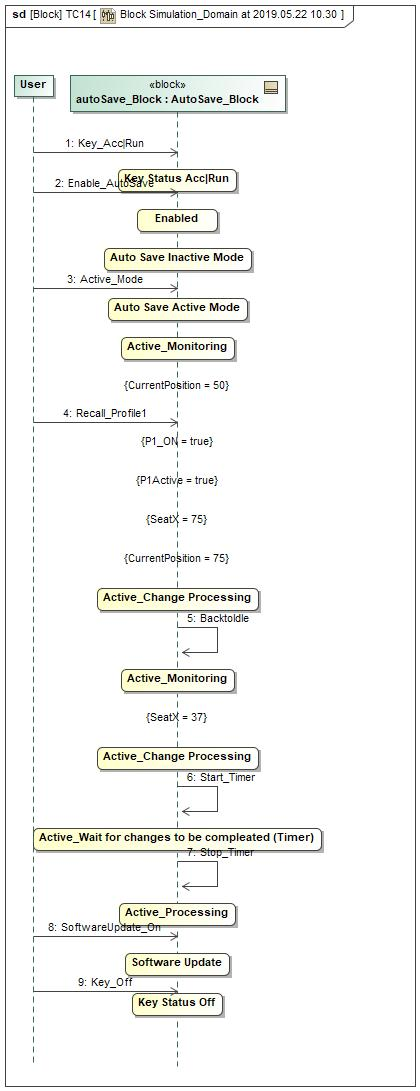 sd [Block] TC14 [ Block Simulation_Domain at 2019.05.22 10.30 ]
User
«block»
autoSave_Block : AutoSave_Block
1: Key_Acc|Run
Key Status Acc|Run
2: Enable_AutoSave
Enabled
Auto Save Inactive Mode
3: Active_Mode
Auto Save Active Mode
Active_Monitoring
{CurrentPosition = 50}
4: Recall_Profile1
{P1_ON = true}
{P1Active = true}
{SeatX = 75}
{CurrentPosition = 75}
Active_Change Processing
5: BacktoIdle
Active_Monitoring
{SeatX = 37}
Active_Change Processing
6: Start_Timer
Active_Wait for changes to be compleated (Timer)
7: Stop_Timer
Active_Processing
8: SoftwareUpdate_On
Software Update
9: Key_Off
Key Status Off